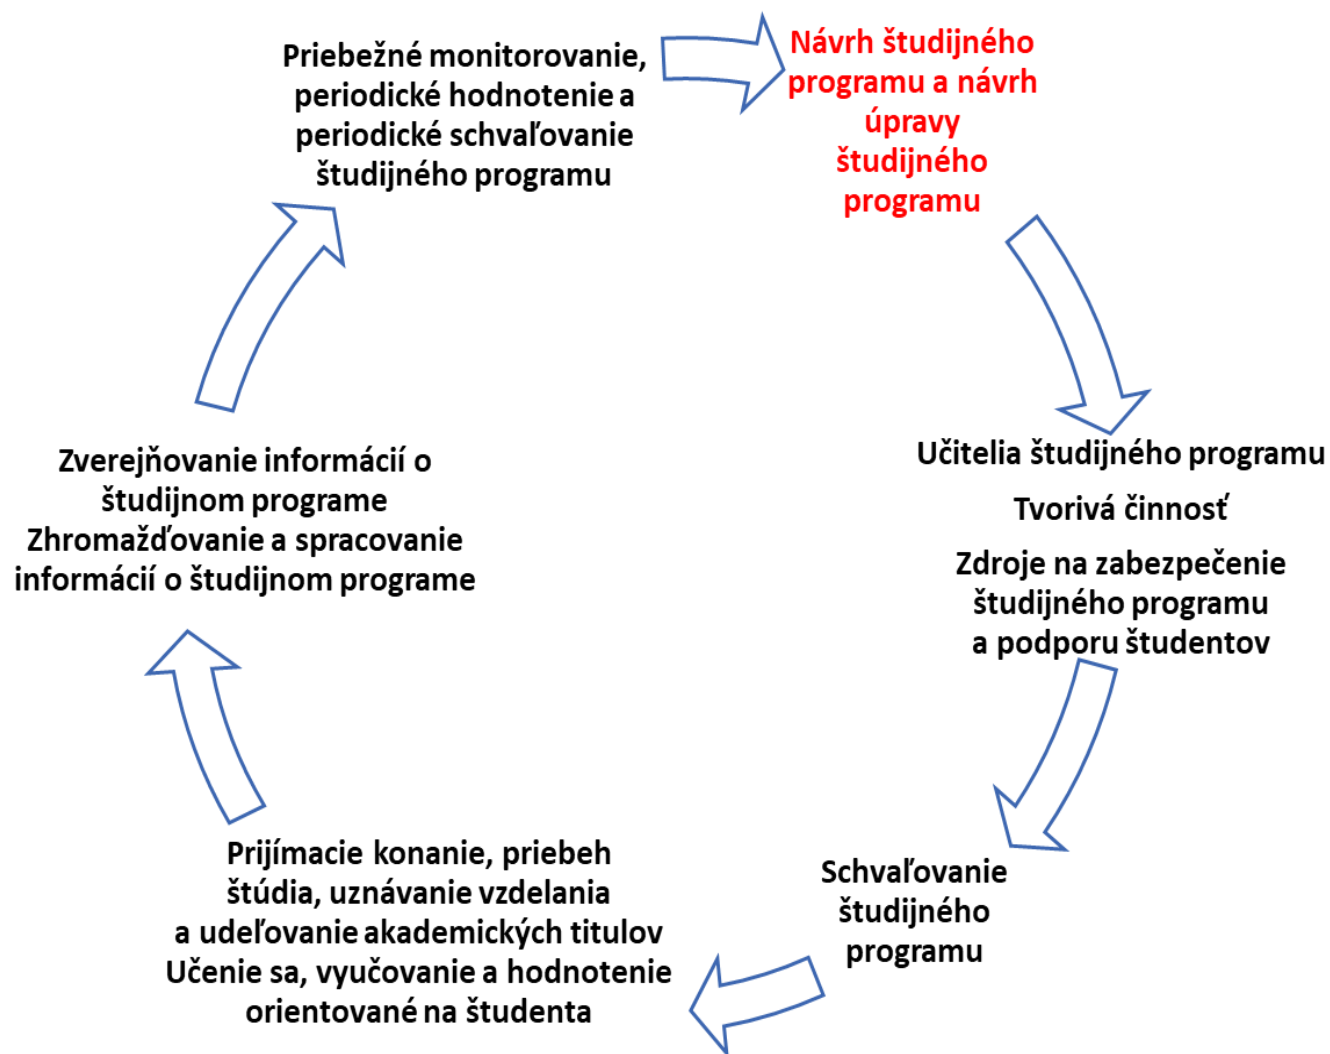 Priebežné monitorovanie,
periodické hodnotenie a
periodické schvaľovanie
študijného programu
Návrh študijného
programu a návrh
úpravy
študijného
programu
Učitelia študijného programu
Tvorivá činnosť
Zdroje na zabezpečenie
študijného programu
a podporu študentov
Schvaľovanie
študijného
programu
Prijímacie konanie, priebeh
štúdia, uznávanie vzdelania
a udeľovanie akademických titulov
Učenie sa, vyučovanie a hodnotenie
orientované na študenta
Zverejňovanie informácií o
študijnom programe
Zhromažďovanie a spracovanie
informácií o študijnom programe